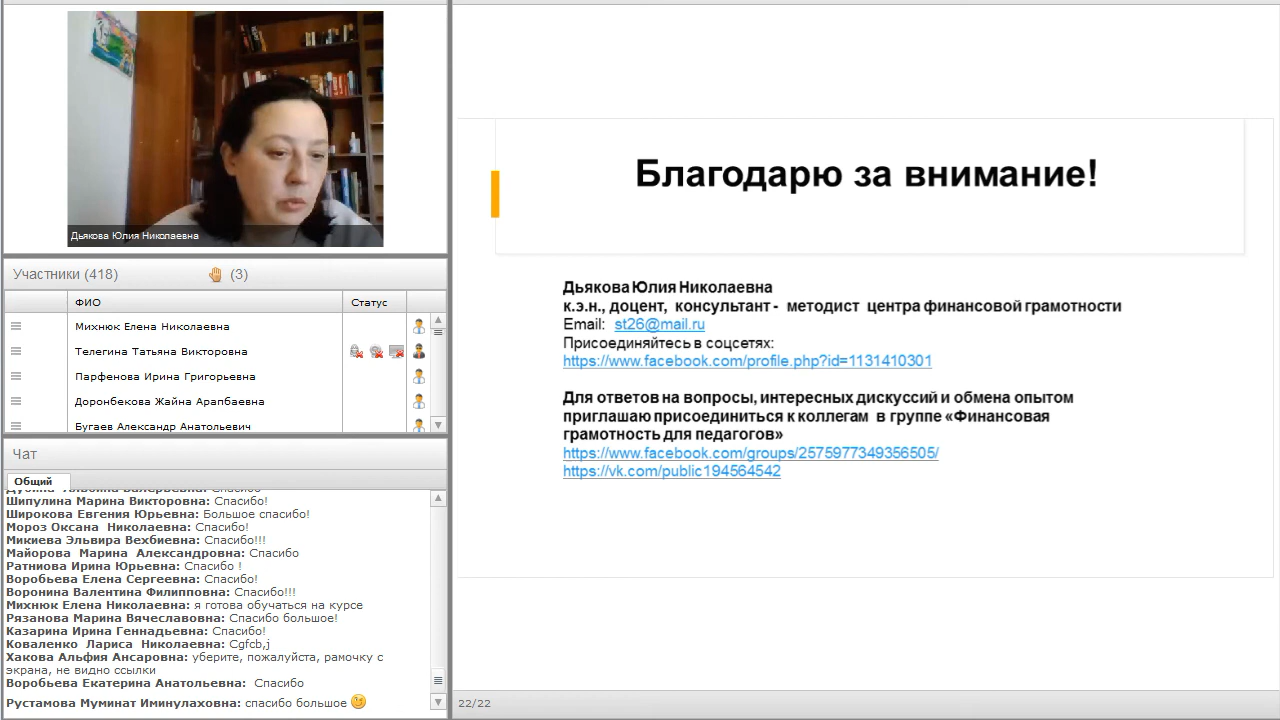 Дьякова Юлия Николаевна
Участники (418)
(3)
ФИО
Статус
Михнюк Елена Николаевна
Телегина Татьяна Викторовна
Парфенова Ирина Григорьевна
Доронбекова Жайна Арапбаевна
Бугаев Александр Анатольевич
Чат
Общий
Шипулина Марина Викторовна: Спасибо!
Широкова Евгения Юрьевна: Большое спасибо!
Мороз Оксана Николаевна: Спасибо!
Микиева Эльвира Вехбиевна: Спасибо!!!
Майорова Марина Александровна: Спасибо
Ратниова Ирина Юрьевна: Спасибо !
Воробьева Елена Сергеевна: Спасибо!
Воронина Валентина Филипповна: Спасибо!!!
Михнюк Елена Николаевна: я готова обучаться на курсе
Рязанова Марина Вячеславовна: Спасибо большое!
Казарина Ирина Геннадьевна: Спасибо!
Коваленко Лариса Николаевна: Cgfcb,j
Хакова Альфия Ансаровна: уберите, пожалуйста, рамочку с
экрана, не видно ссылки
Воробьева Екатерина Анатольевна: Спасибо
Рустамова Муминат Иминулаховна: спасибо большое
Благодарю за внимание!
Дьякова Юлия Николаевна
к.э.н., доцент, консультант - методист центра финансовой грамотности
Email: st26@mail.ru
Присоединяйтесь в соцсетях:
https://www.facebook.com/profile.php?id=1131410301
Для ответов на вопросы, интересных дискуссий и обмена опытом
приглашаю присоединиться к коллегам в группе «Финансовая
грамотность для педагогов»
https://www.facebook.com/groups/2575977349356505/
https://vk.com/public194564542
22/22